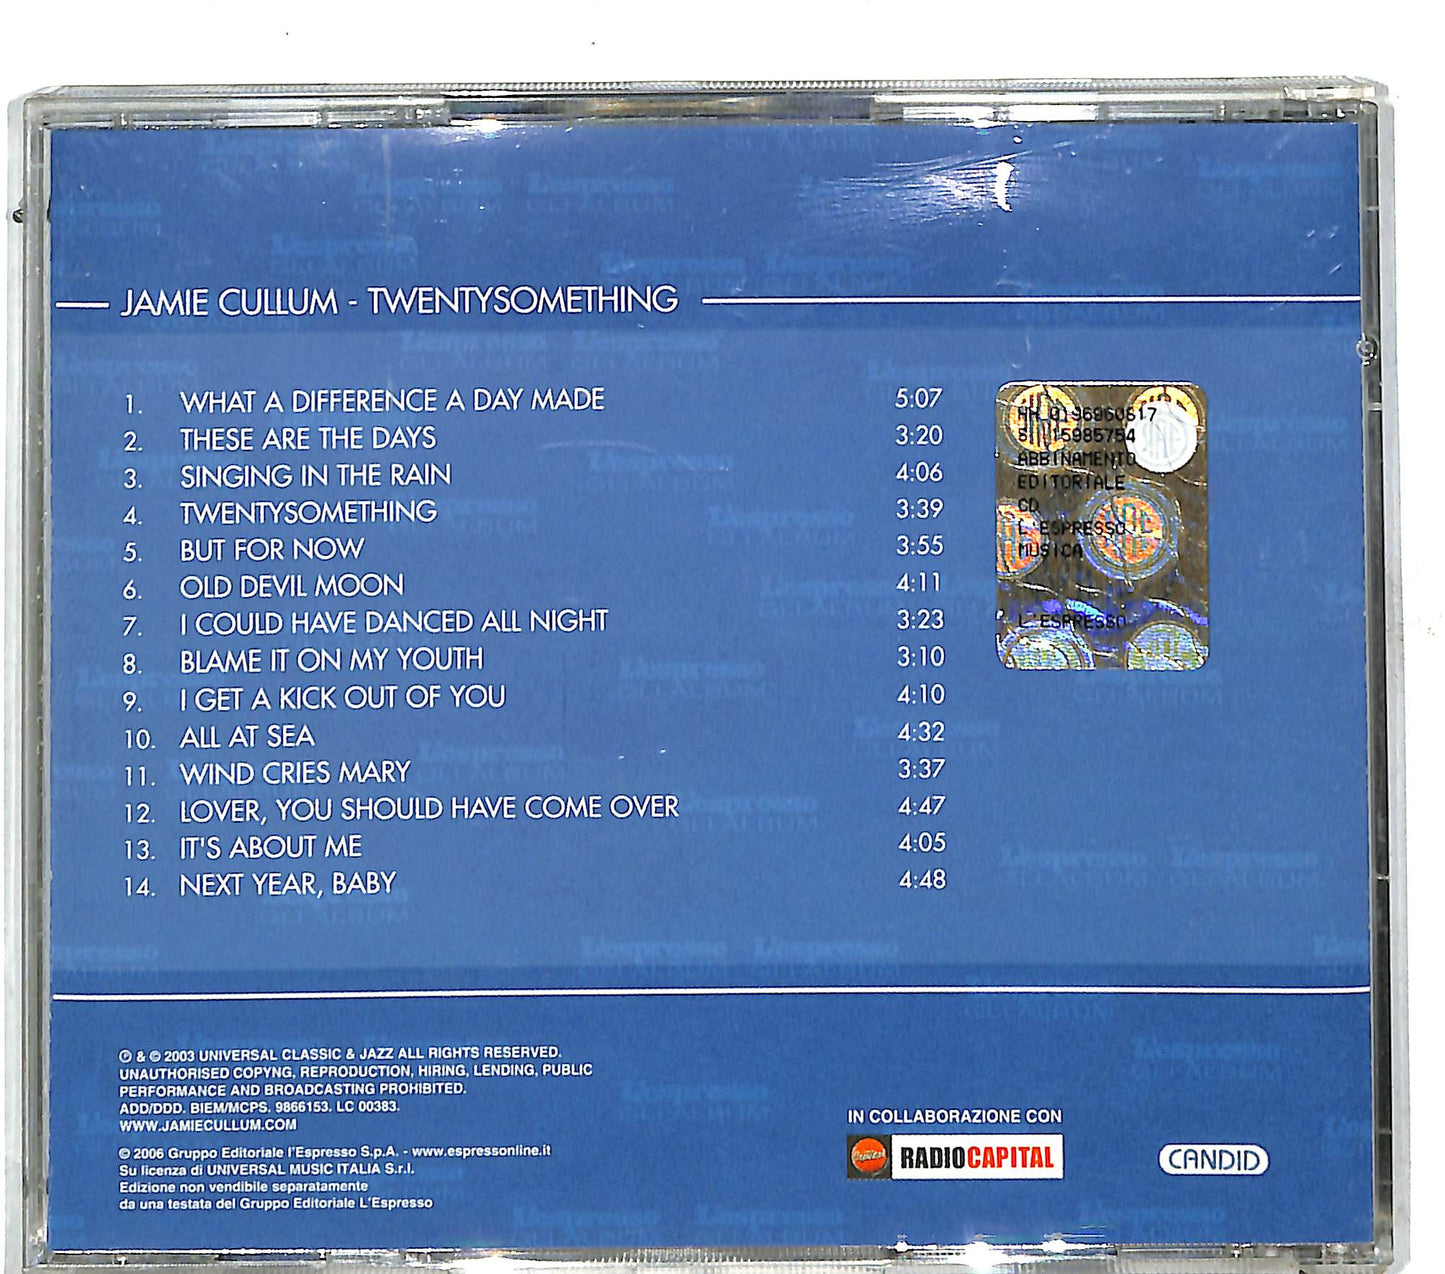 JAMIE CULLUM - TWENTYSOMETHING
1. WHAT A DIFFERENCE A DAY MADE 5:07
2. THESE ARE THE DAYS 3:20
3. SINGING IN THE RAIN 4:06
4. TWENTYSOMETHING 3:39
5. BUT FOR NOW 3:55
6. OLD DEVIL MOON 4:11
7. I COULD HAVE DANCED ALL NIGHT 3:23
8. BLAME IT ON MY YOUTH 3:10
9. I GET A KICK OUT OF YOU 4:10
10. ALL AT SEA 4:32
11. WIND CRIES MARY 3:37
12. LOVER, YOU SHOULD HAVE COME OVER 4:47
13. IT'S ABOUT ME 4:05
14. NEXT YEAR, BABY 4:48
ABBINAMENTO
EDITORIALE
CD
L'ESPRESSO
MUSICA
L'ESPRESSO
℗ & © 2003 UNIVERSAL CLASSIC & JAZZ ALL RIGHTS RESERVED.
UNAUTHORISED COPYNG, REPRODUCTION, HIRING, LENDING, PUBLIC
PERFORMANCE AND BROADCASTING PROHIBITED.
ADD/DDD. BIEM/MCPS. 9866153. LC 00383.
WWW.JAMIECULLUM.COM
© 2006 Gruppo Editoriale l'Espresso S.p.A. - www.espressonline.it
Su licenza di UNIVERSAL MUSIC ITALIA S.r.l.
Edizione non vendibile separatamente
da una testata del Gruppo Editoriale L'Espresso
IN COLLABORAZIONE CON
RADIOCAPITAL
CANDID